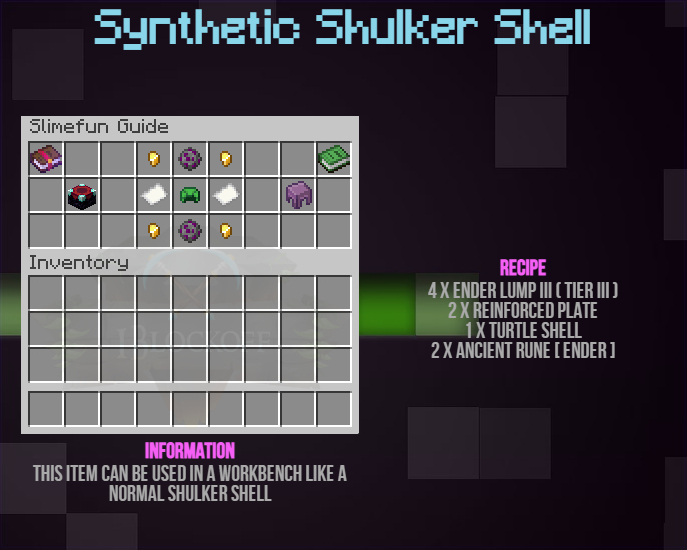 Synthetic Shulker Shell
Slimefun Guide
Inventory
IBLOCKOFF
RECIPE
4 X ENDER LUMP III ( TIER III )
2 X REINFORCED PLATE
1 X TURTLE SHELL
2 X ANCIENT RUNE [ ENDER ]
INFORMATION
THIS ITEM CAN BE USED IN A WORKBENCH LIKE A
NORMAL SHULKER SHELL